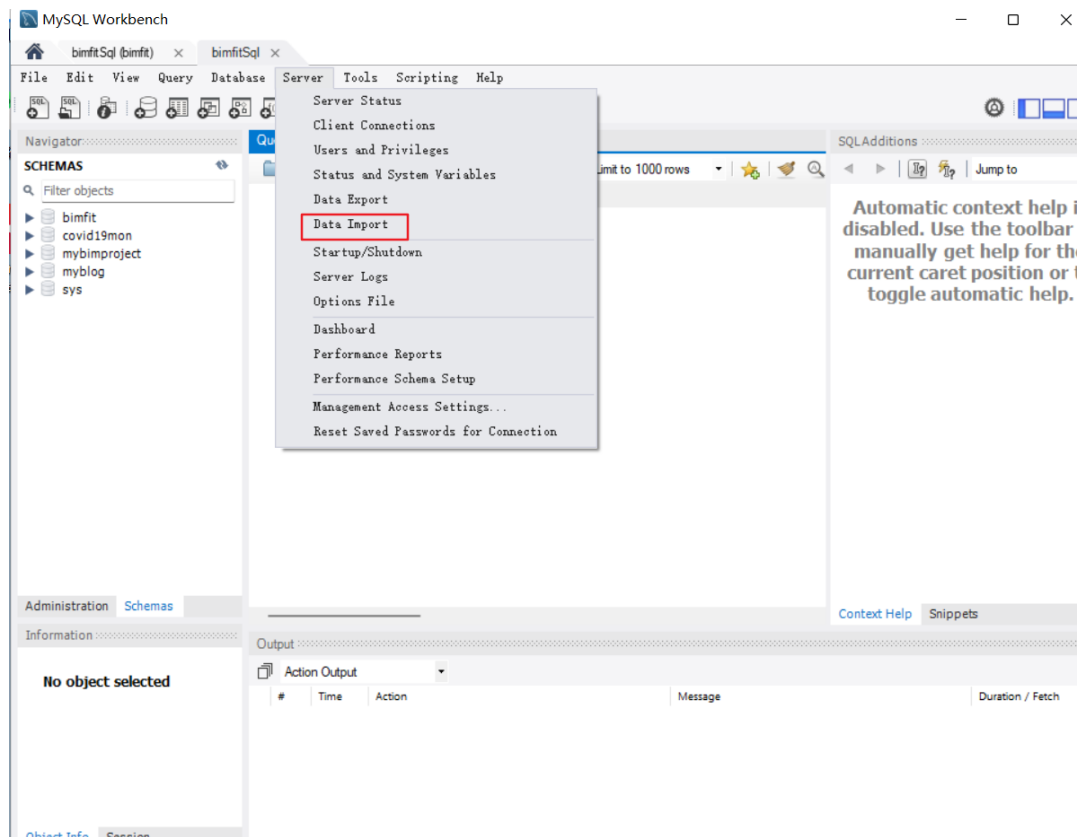 MySQL Workbench
bimfitSql (bimfit)
bimfitSql
File Edit View Query Database Server Tools Scripting Help
Server Status
Client Connections
Users and Privileges
Status and System Variables
Data Export
Data Import
Startup/Shutdown
Server Logs
Options File
Dashboard
Performance Reports
Performance Schema Setup
Management Access Settings...
Reset Saved Passwords for Connection
Navigator
SCHEMAS
Filter objects
bimfit
covid19mon
mybimproject
myblog
sys
Administration Schemas
Information
No object selected
Object Info Session
Limit to 1000 rows
SQLAdditions
Jump to
Automatic context help i
disabled. Use the toolbar
manually get help for the
current caret position or t
toggle automatic help.
Context Help Snippets
Output
Action Output
# Time Action Message Duration / Fetch